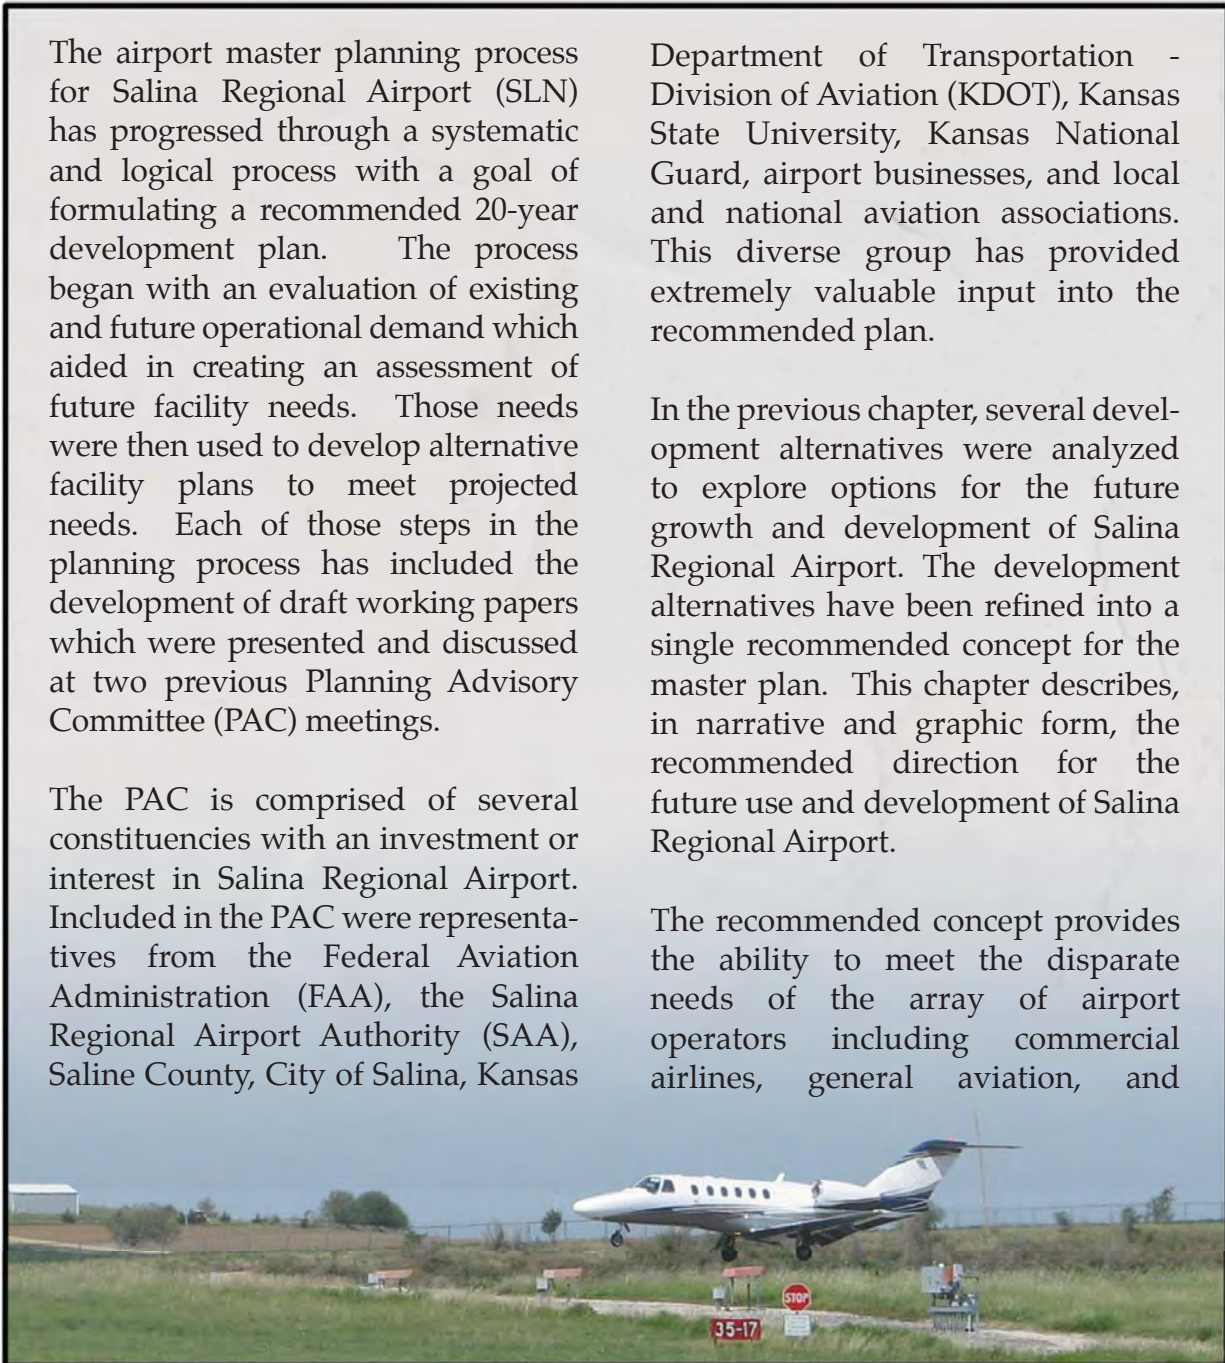 The airport master planning process
for Salina Regional Airport (SLN)
has progressed through a systematic
and logical process with a goal of
formulating a recommended 20-year
development plan. The process
began with an evaluation of existing
and future operational demand which
aided in creating an assessment of
future facility needs. Those needs
were then used to develop alternative
facility plans to meet projected
needs. Each of those steps in the
planning process has included the
development of draft working papers
which were presented and discussed
at two previous Planning Advisory
Committee (PAC) meetings.
The PAC is comprised of several
constituencies with an investment or
interest in Salina Regional Airport.
Included in the PAC were representa-
tives from the Federal Aviation
Administration (FAA), the Salina
Regional Airport Authority (SAA),
Saline County, City of Salina, Kansas
Department of Transportation -
Division of Aviation (KDOT), Kansas
State University, Kansas National
Guard, airport businesses, and local
and national aviation associations.
This diverse group has provided
extremely valuable input into the
recommended plan.
In the previous chapter, several devel-
opment alternatives were analyzed
to explore options for the future
growth and development of Salina
Regional Airport. The development
alternatives have been refined into a
single recommended concept for the
master plan. This chapter describes,
in narrative and graphic form, the
recommended direction for the
future use and development of Salina
Regional Airport.
The recommended concept provides
the ability to meet the disparate
needs of the array of airport
operators including commercial
airlines, general aviation, and
STOP
35-17